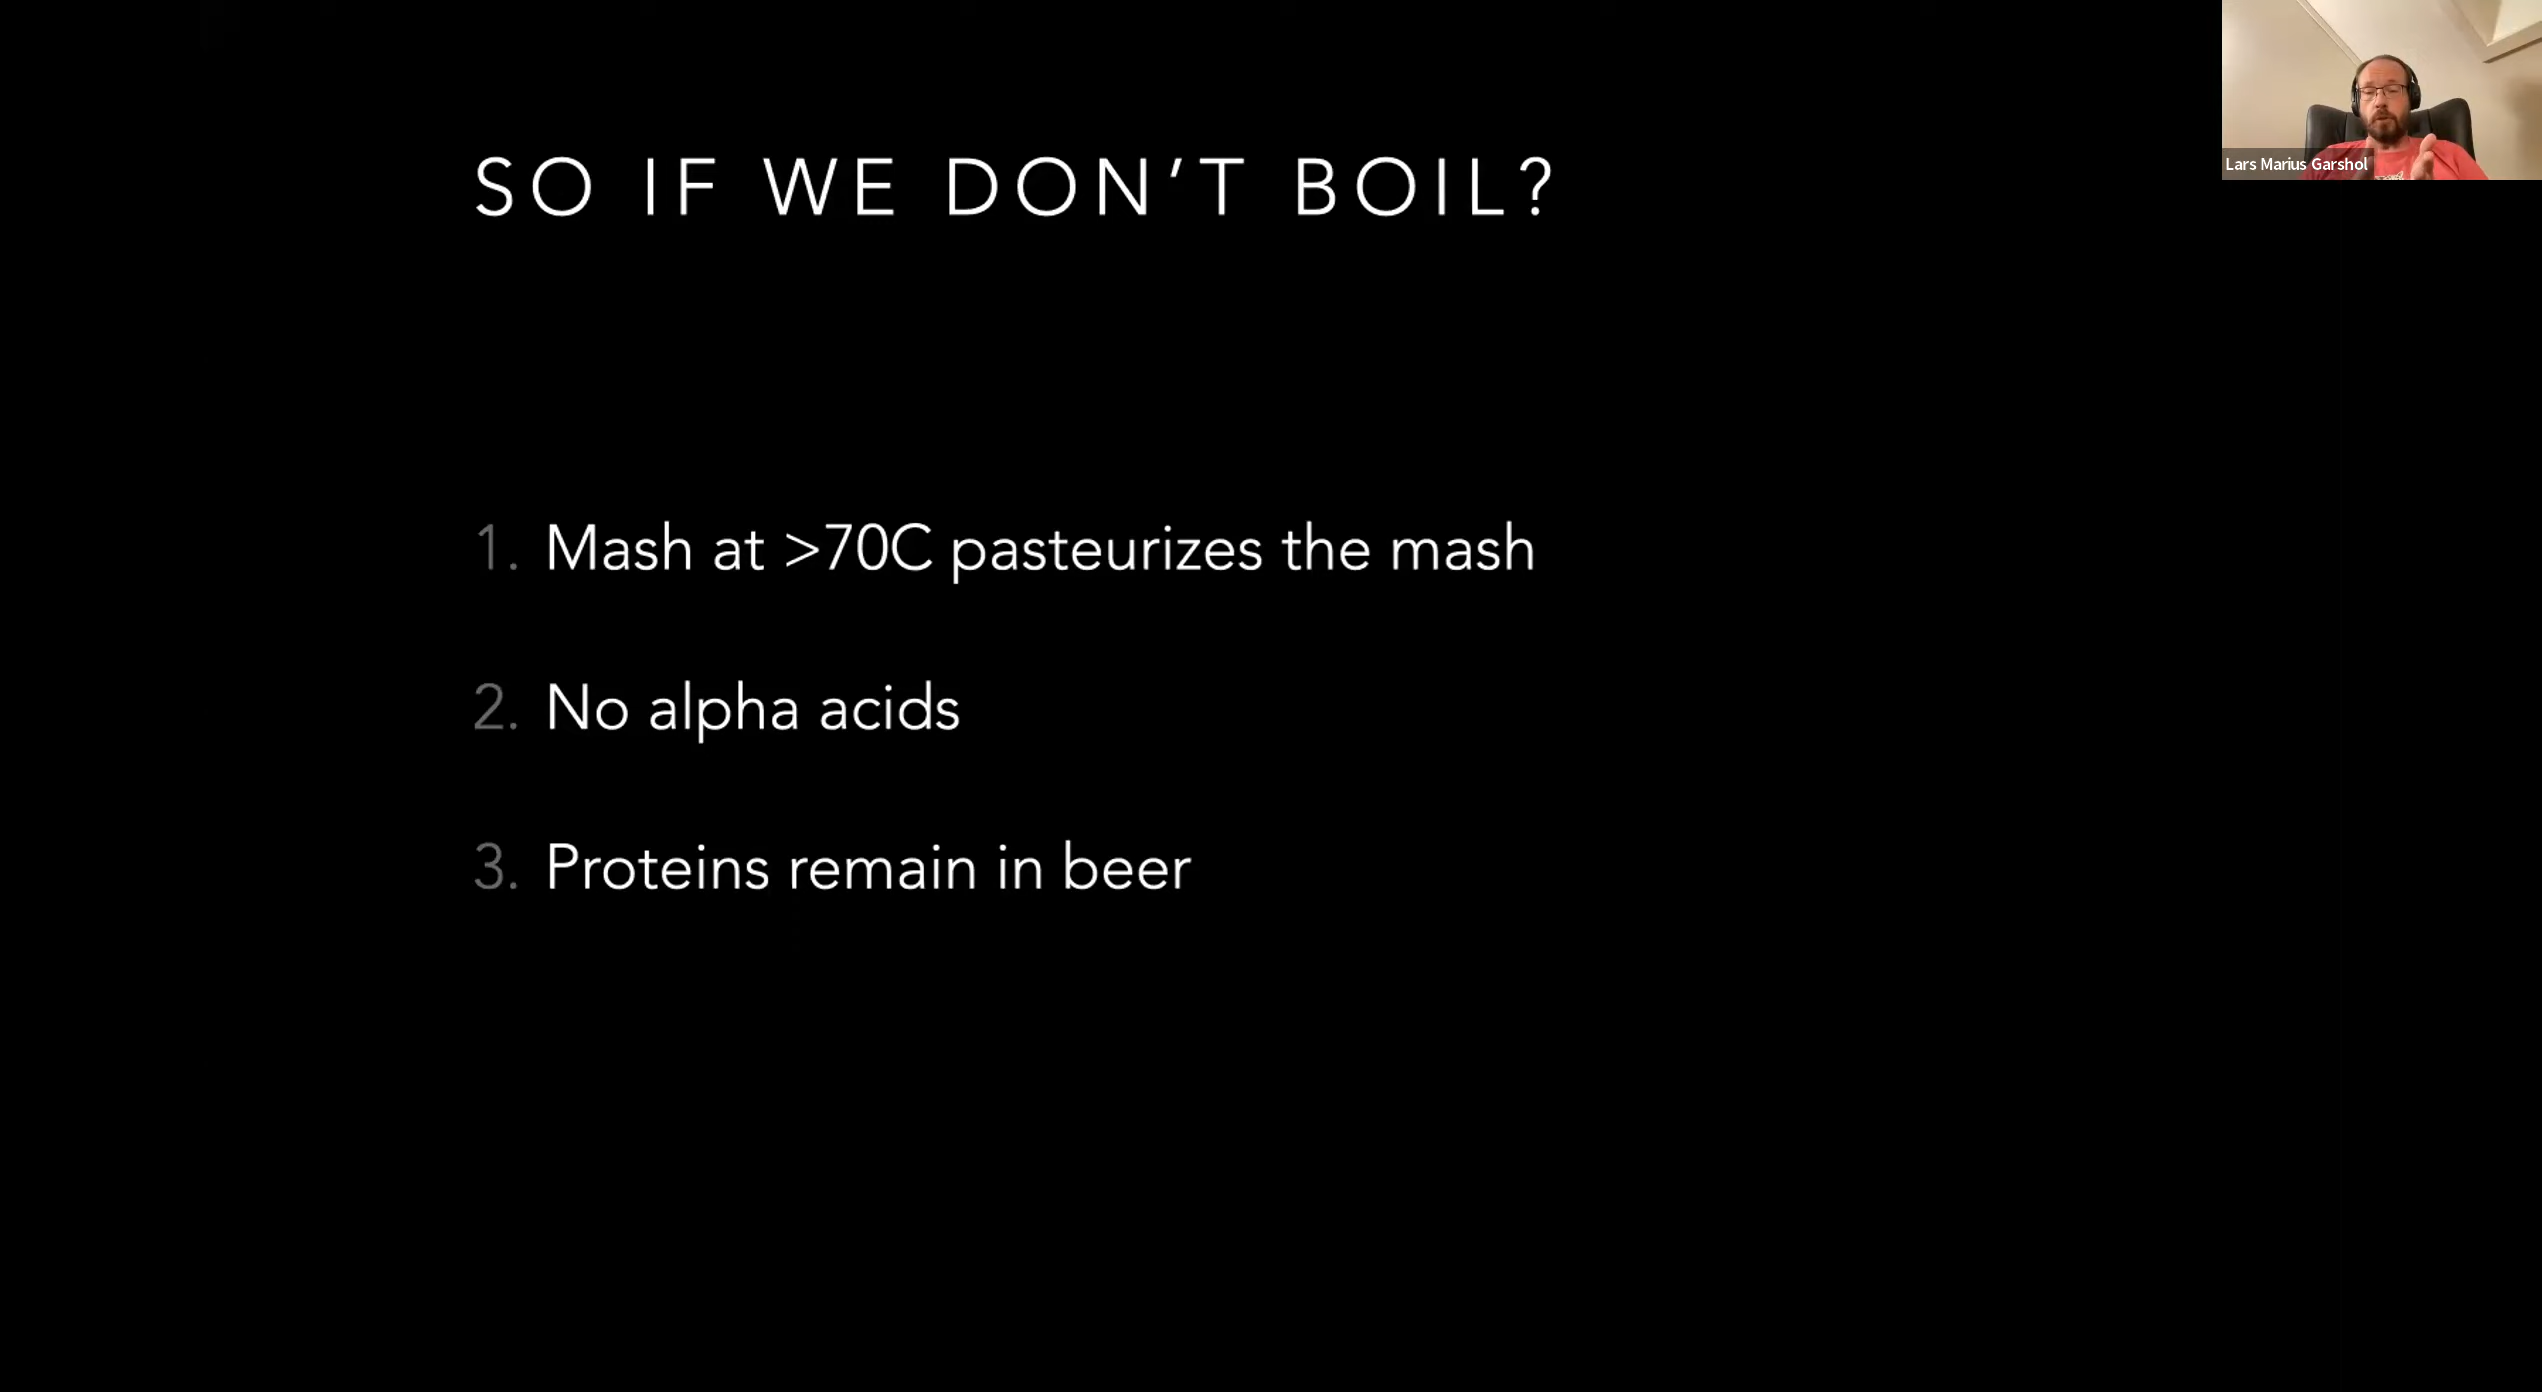 SO IF WE DON’T BOIL?
Lars Marius Garshol
1. Mash at >70C pasteurizes the mash
2. No alpha acids
3. Proteins remain in beer